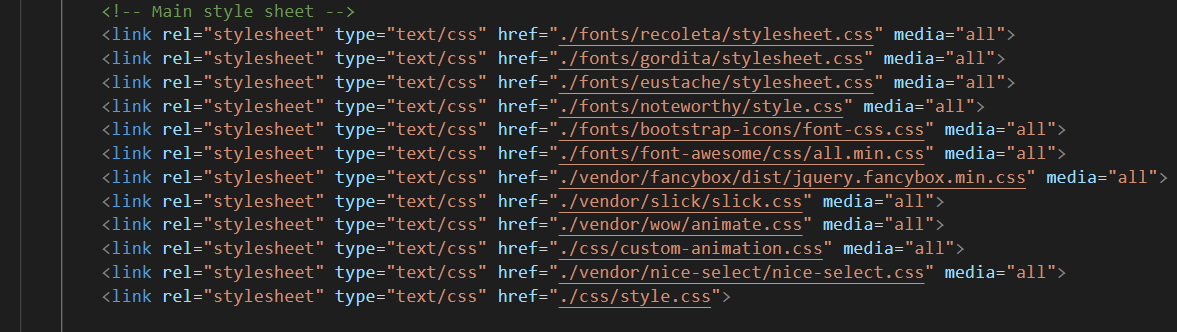 <!-- Main style sheet -->
<link rel="stylesheet" type="text/css" href="./fonts/recoleta/stylesheet.css" media="all">
<link rel="stylesheet" type="text/css" href="./fonts/gordita/stylesheet.css" media="all">
<link rel="stylesheet" type="text/css" href="./fonts/eustache/stylesheet.css" media="all">
<link rel="stylesheet" type="text/css" href="./fonts/noteworthy/style.css" media="all">
<link rel="stylesheet" type="text/css" href="./fonts/bootstrap-icons/font-css.css" media="all">
<link rel="stylesheet" type="text/css" href="./fonts/font-awesome/css/all.min.css" media="all">
<link rel="stylesheet" type="text/css" href="./vendor/fancybox/dist/jquery.fancybox.min.css" media="all">
<link rel="stylesheet" type="text/css" href="./vendor/slick/slick.css" media="all">
<link rel="stylesheet" type="text/css" href="./vendor/wow/animate.css" media="all">
<link rel="stylesheet" type="text/css" href="./css/custom-animation.css" media="all">
<link rel="stylesheet" type="text/css" href="./vendor/nice-select/nice-select.css" media="all">
<link rel="stylesheet" type="text/css" href="./css/style.css">